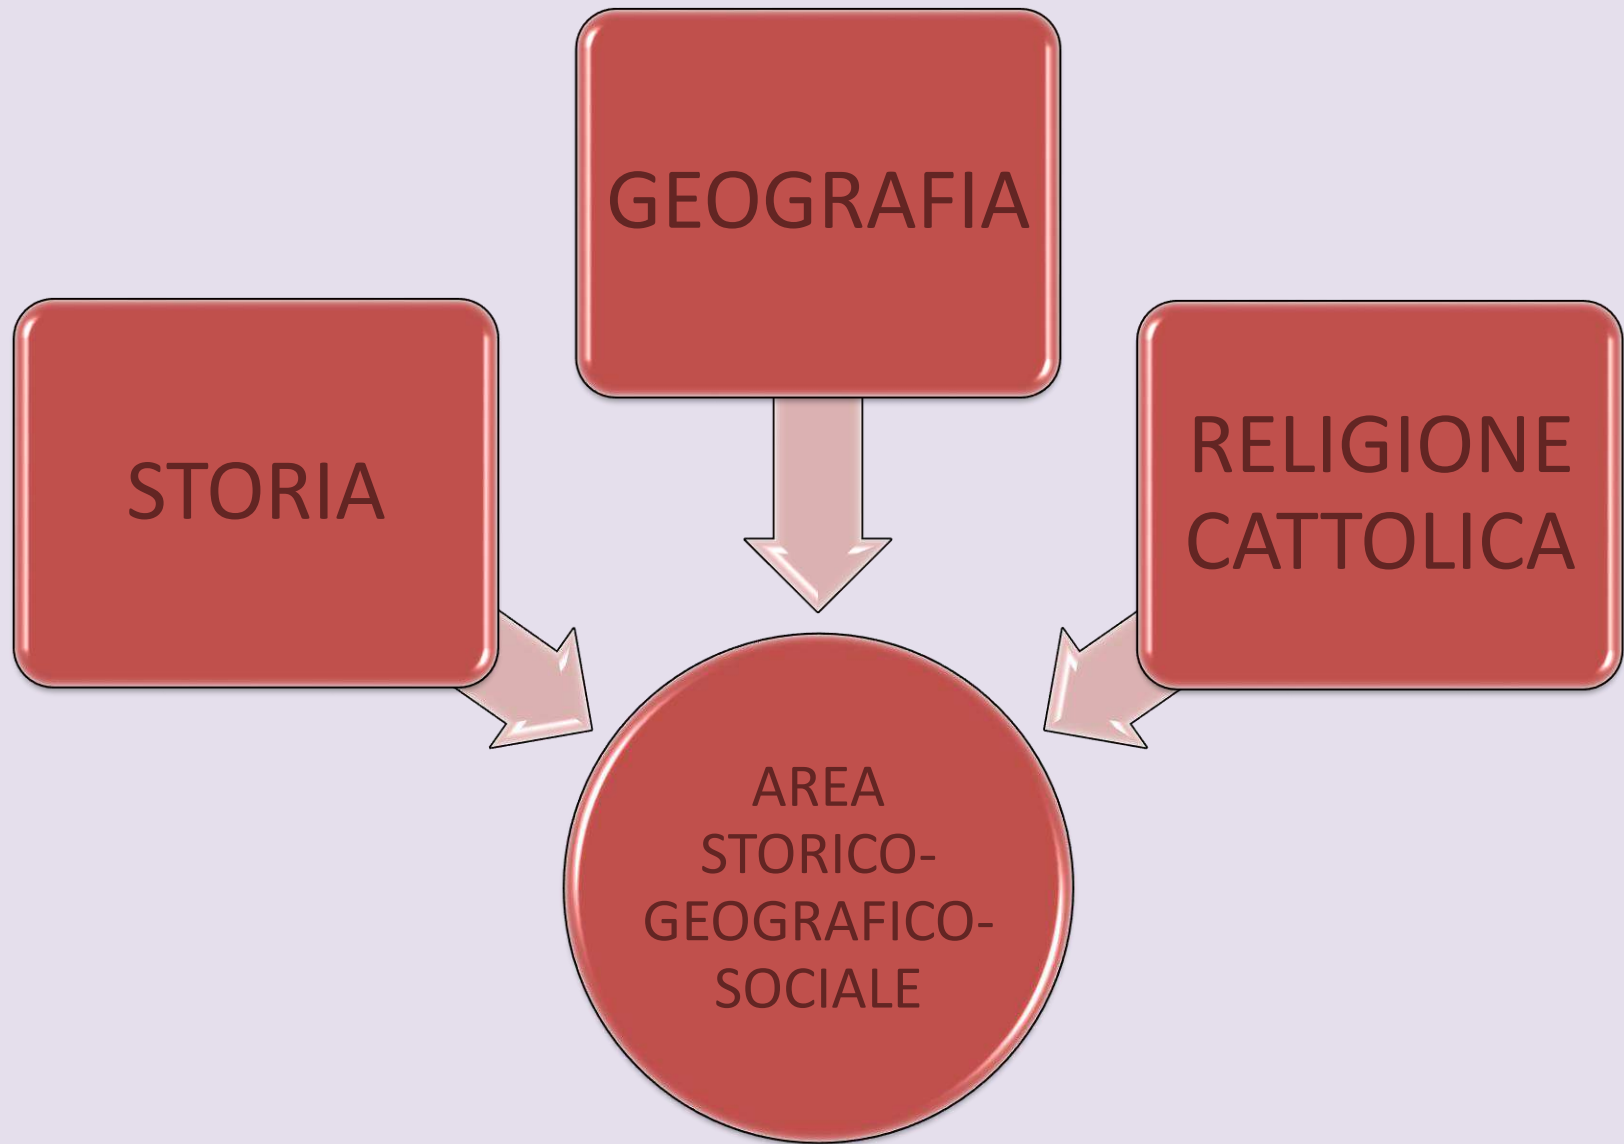 GEOGRAFIA
STORIA
RELIGIONE
CATTOLICA
AREA
STORICO-
GEOGRAFICO-
SOCIALE